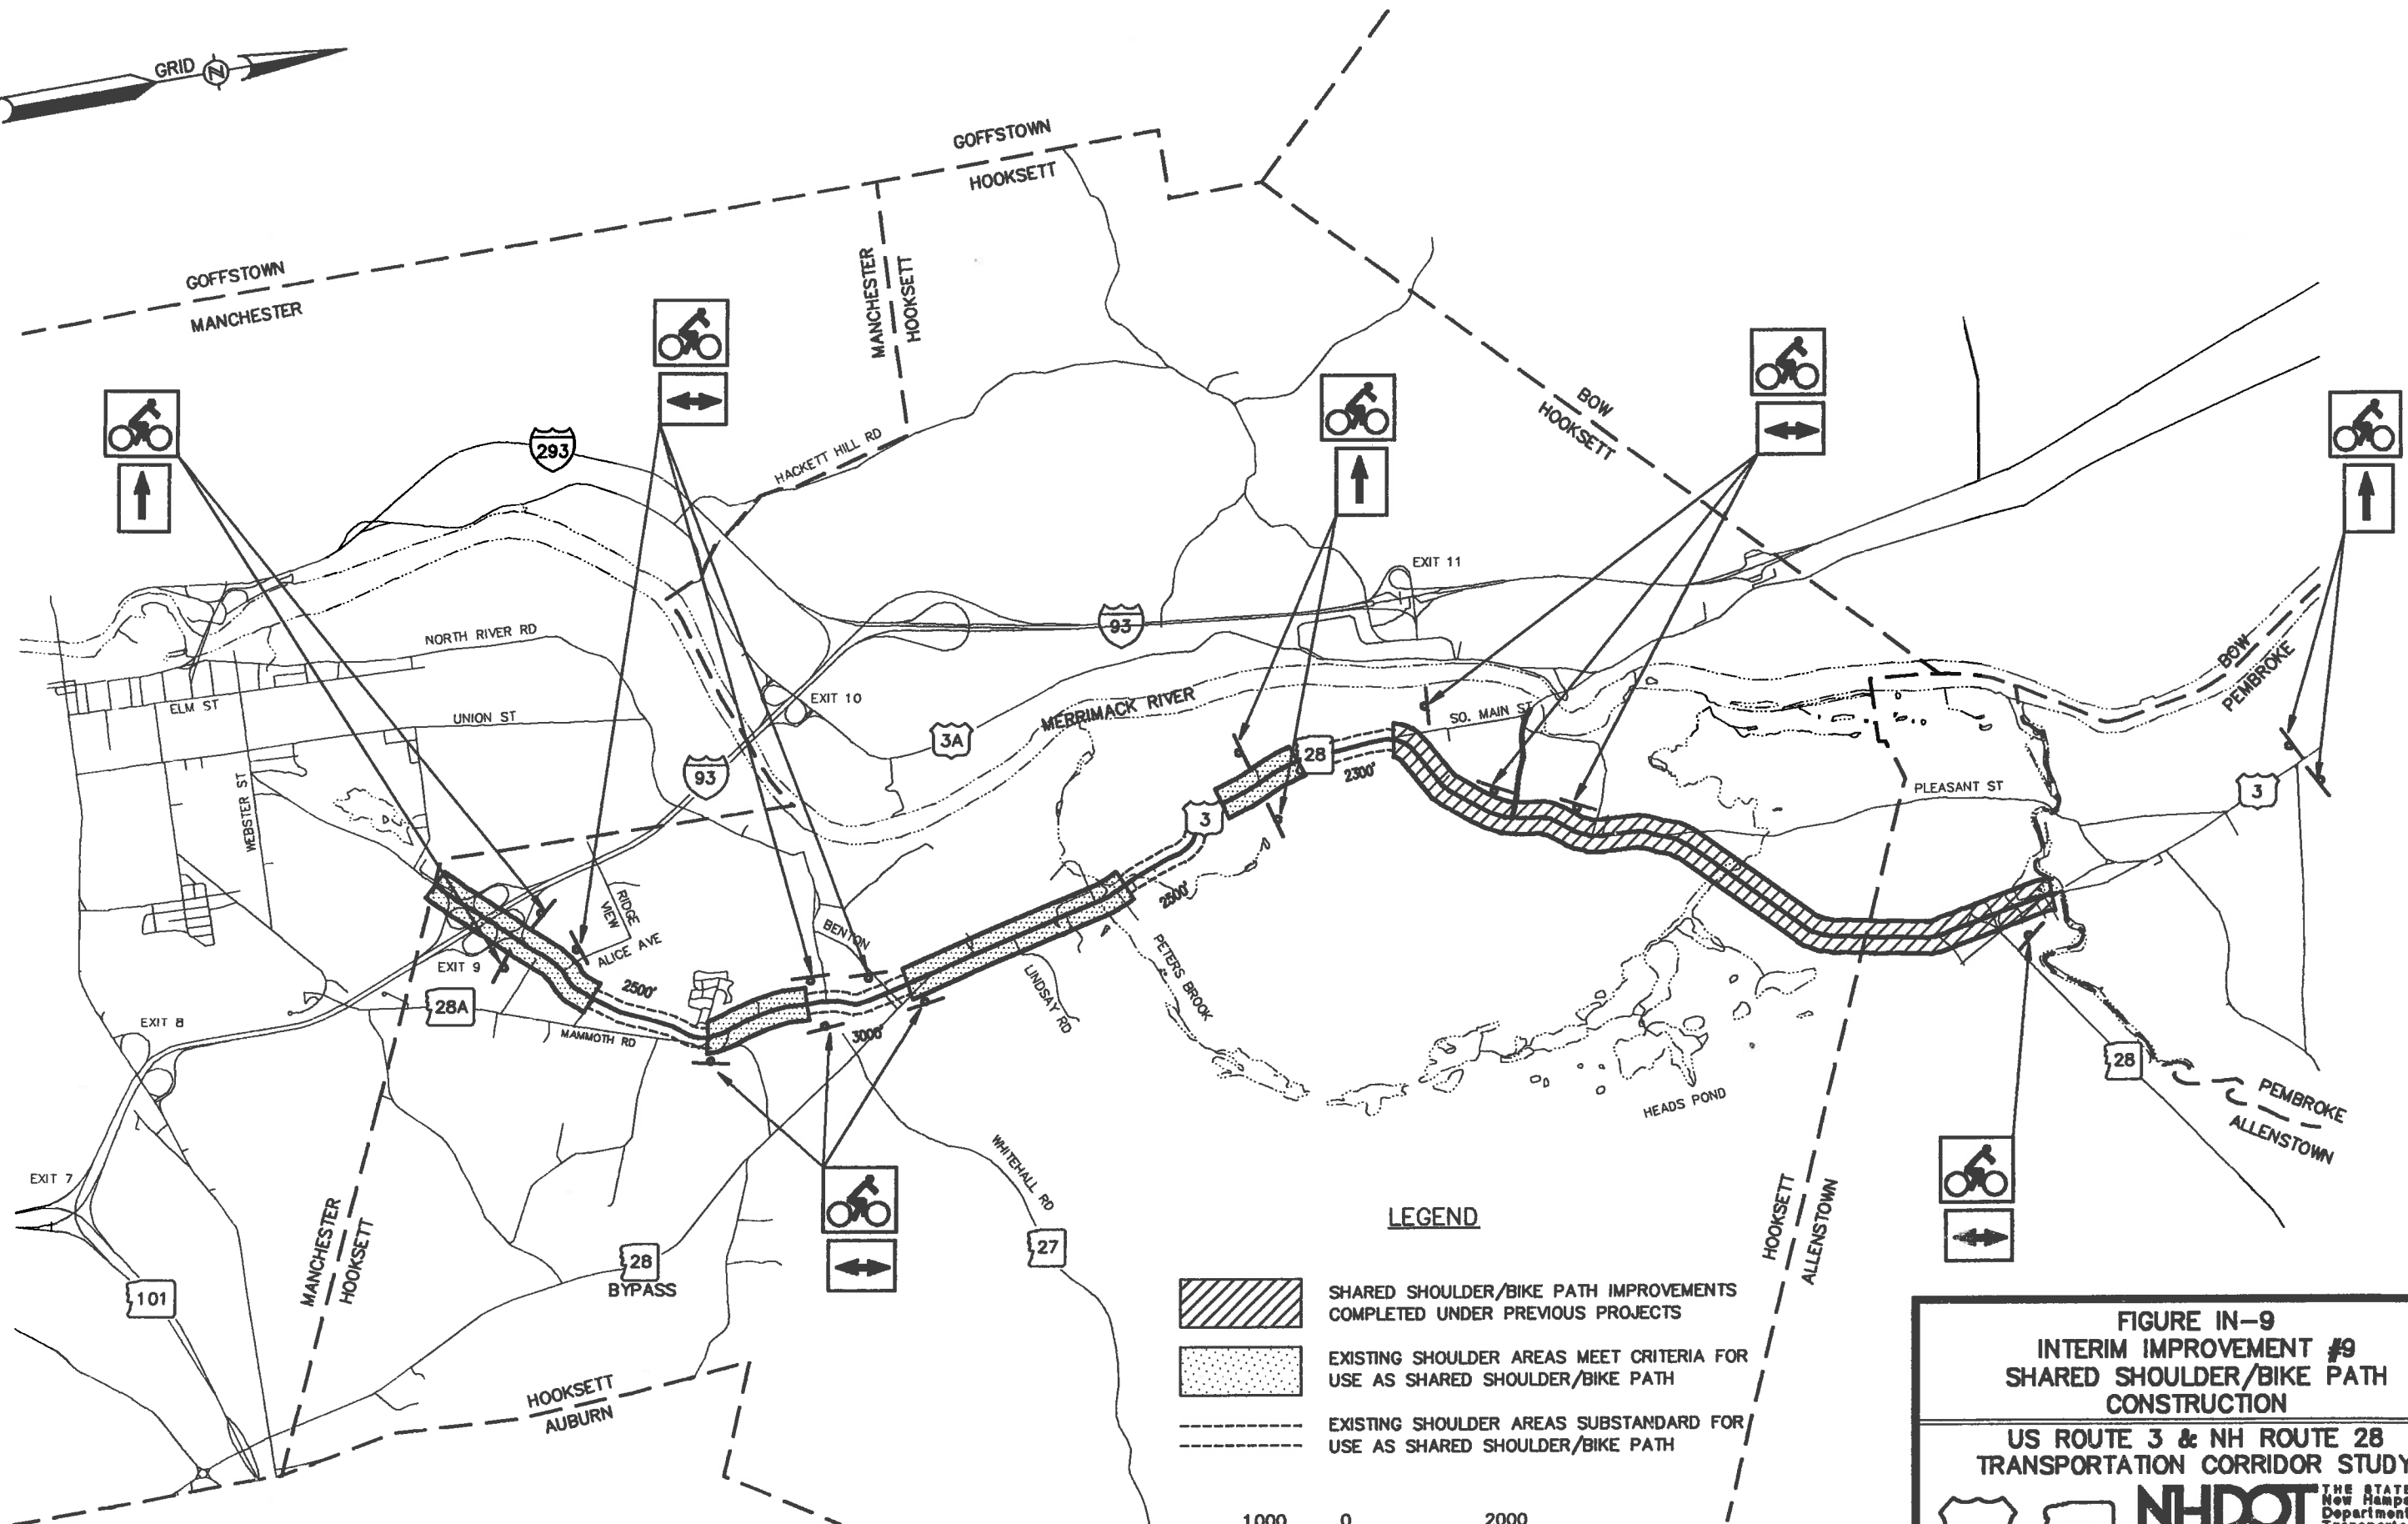 GRID N
GOFFSTOWN
HOOKSETT
GOFFSTOWN
MANCHESTER
MANCHESTER
HOOKSETT
293
HACKETT HILL RD
BOW
HOOKSETT
EXIT 11
93
NORTH RIVER RD
ELM ST
UNION ST
EXIT 10
3A
MERRIMACK RIVER
SO. MAIN ST
BOW
PEMBROKE
93
28
2300'
PLEASANT ST
3
WEBSTER ST
3
2500'
RIDGE
VIEW
ALICE AVE
BENTON
EXIT 9
28A
2500'
MAMMOTH RD
3000'
LINDSAY RD
PETERS BROOK
EXIT 8
HEADS POND
28
PEMBROKE
ALLENSTOWN
EXIT 7
WHITEHALL RD
MANCHESTER
HOOKSETT
101
28
BYPASS
27
HOOKSETT
ALLENSTOWN
HOOKSETT
AUBURN
LEGEND
SHARED SHOULDER/BIKE PATH IMPROVEMENTS
COMPLETED UNDER PREVIOUS PROJECTS
EXISTING SHOULDER AREAS MEET CRITERIA FOR
USE AS SHARED SHOULDER/BIKE PATH
EXISTING SHOULDER AREAS SUBSTANDARD FOR
USE AS SHARED SHOULDER/BIKE PATH
1000 0 2000
FIGURE IN-9
INTERIM IMPROVEMENT #9
SHARED SHOULDER/BIKE PATH
CONSTRUCTION
US ROUTE 3 & NH ROUTE 28
TRANSPORTATION CORRIDOR STUDY
NHDOT
THE STATE
New Hamps
Department